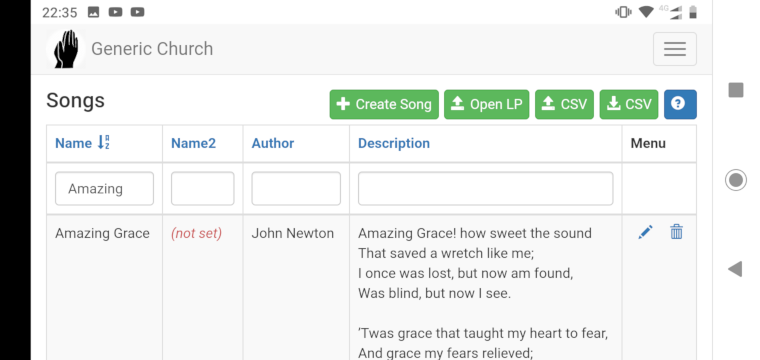 22:35
4G
Generic Church
Songs
Create Song
Open LP
CSV
CSV
Name
Name2
Author
Description
Menu
Amazing
Amazing Grace
(not set)
John Newton
Amazing Grace! how sweet the sound
That saved a wretch like me;
I once was lost, but now am found,
Was blind, but now I see.
'Twas grace that taught my heart to fear,
And grace my fears relieved;